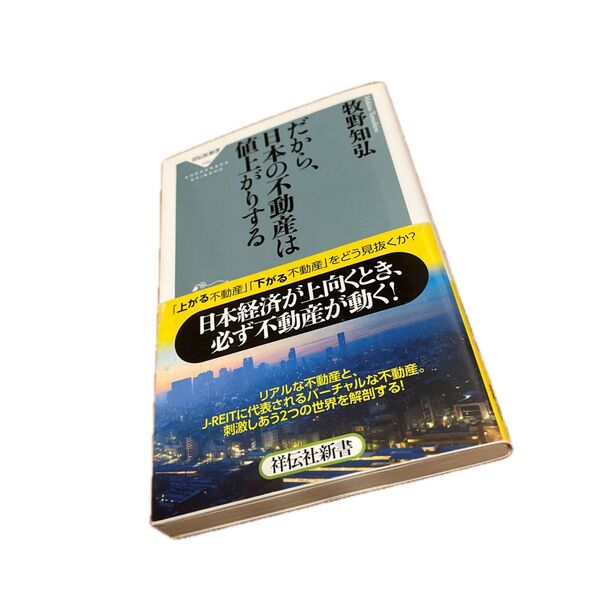 牧野知弘
だから、
日本の不動産は
値上がりする
祥伝社新書
「上がる不動産」「下がる不動産」をどう見抜くか?
日本経済が上向くとき、
必ず不動産が動く!
リアルな不動産と、
J-REITに代表されるバーチャルな不動産。
刺激しあう2つの世界を解剖する!
祥伝社新書